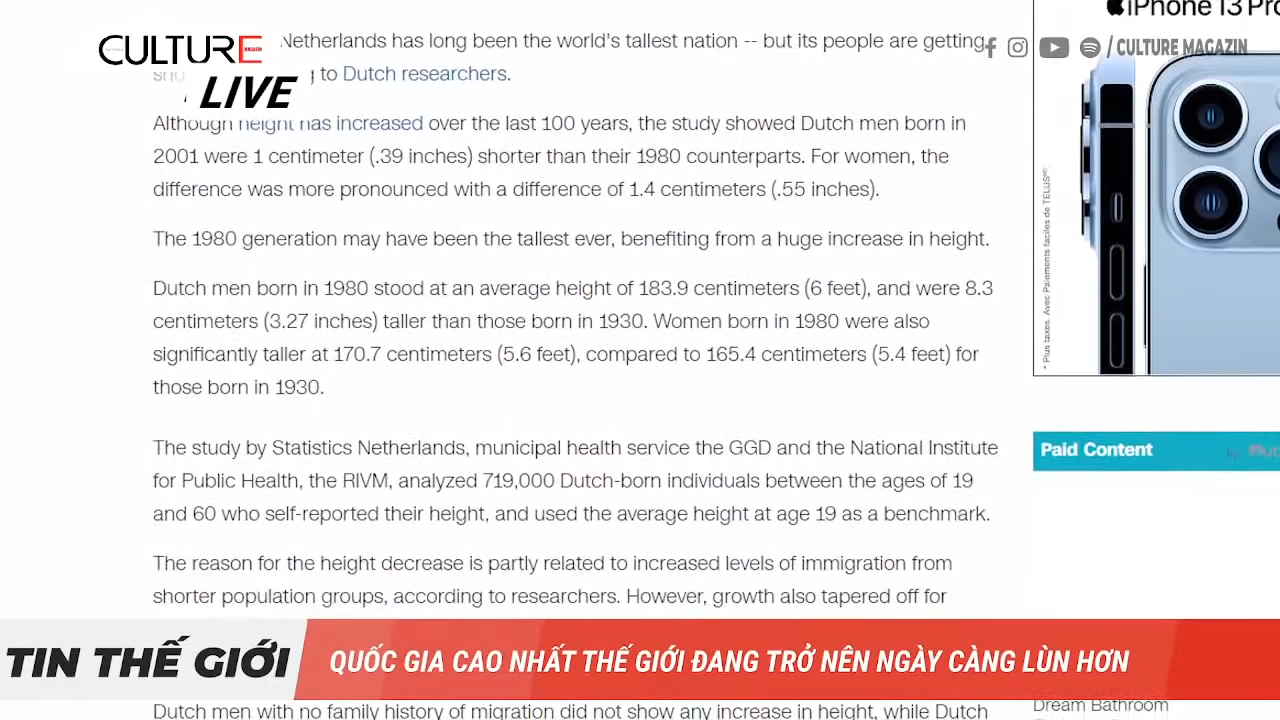 CULTURE
LIVE
Netherlands has long been the world's tallest nation -- but its people are getting
to Dutch researchers.
/ CULTURE MAGAZIN
iPhone 13 Pro
Although height has increased over the last 100 years, the study showed Dutch men born in
2001 were 1 centimeter (.39 inches) shorter than their 1980 counterparts. For women, the
difference was more pronounced with a difference of 1.4 centimeters (.55 inches).
The 1980 generation may have been the tallest ever, benefiting from a huge increase in height.
Dutch men born in 1980 stood at an average height of 183.9 centimeters (6 feet), and were 8.3
centimeters (3.27 inches) taller than those born in 1930. Women born in 1980 were also
significantly taller at 170.7 centimeters (5.6 feet), compared to 165.4 centimeters (5.4 feet) for
those born in 1930.
The study by Statistics Netherlands, municipal health service the GGD and the National Institute
for Public Health, the RIVM, analyzed 719,000 Dutch-born individuals between the ages of 19
and 60 who self-reported their height, and used the average height at age 19 as a benchmark.
The reason for the height decrease is partly related to increased levels of immigration from
shorter population groups, according to researchers. However, growth also tapered off for
* Plus taxes. Avec Paiements faciles de TELUS
Paid Content
by
TIN THẾ GIỚI
QUỐC GIA CAO NHẤT THẾ GIỚI ĐANG TRỞ NÊN NGÀY CÀNG LÙN HƠN
Dutch men with no family history of migration did not show any increase in height, while Dutch
Dream Bathroom